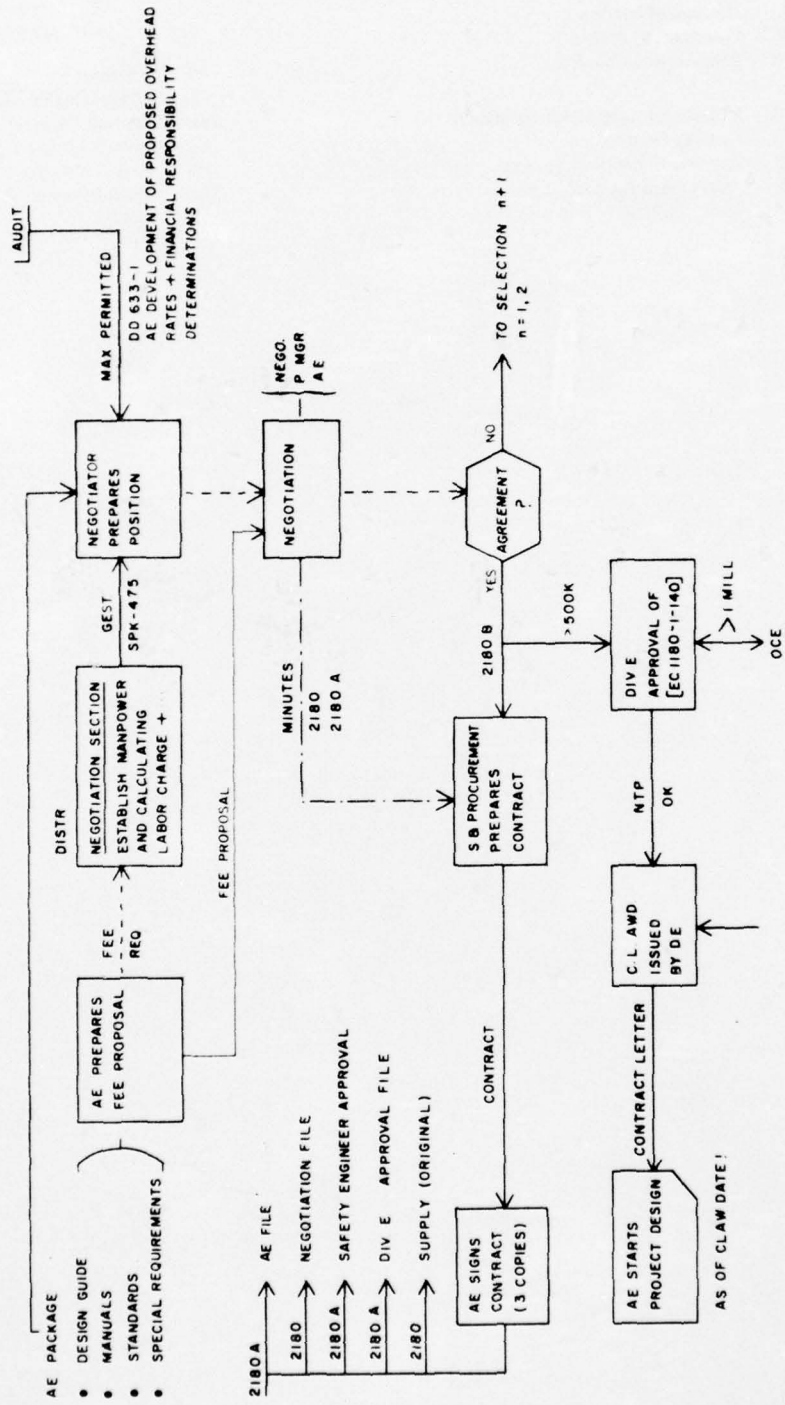 AUDIT
AE PACKAGE
• DESIGN GUIDE
• MANUALS
• STANDARDS
• SPECIAL REQUIREMENTS
AE PREPARES
FEE PROPOSAL
FEE
REQ
DISTR
NEGOTIATION SECTION
ESTABLISH MANPOWER
AND CALCULATING
LABOR CHARGE +
GEST
SPK-475
NEGOTIATOR
PREPARES
POSITION
MAX PERMITTED
DD 633-1
AE DEVELOPMENT OF PROPOSED OVERHEAD
RATES + FINANCIAL RESPONSIBILITY
DETERMINATIONS
FEE PROPOSAL
NEGOTIATION
NEGO.
P MGR
AE
MINUTES
2180
2180 A
AGREEMENT
?
NO
TO SELECTION n+1
n=1, 2
YES
2180 B
>500K
S & PROCUREMENT
PREPARES
CONTRACT
CONTRACT
AE SIGNS
CONTRACT
(3 COPIES)
2180 A
AE FILE
2180
NEGOTIATION FILE
2180 A
SAFETY ENGINEER APPROVAL
2180 A
DIV E APPROVAL FILE
2180
SUPPLY (ORIGINAL)
DIV E
APPROVAL OF
[EC 1180-1-140]
>1 MILL
OCE
NTP
OK
C.L. AWD
ISSUED
BY DE
CONTRACT LETTER
AE STARTS
PROJECT DESIGN
AS OF CLAW DATE!